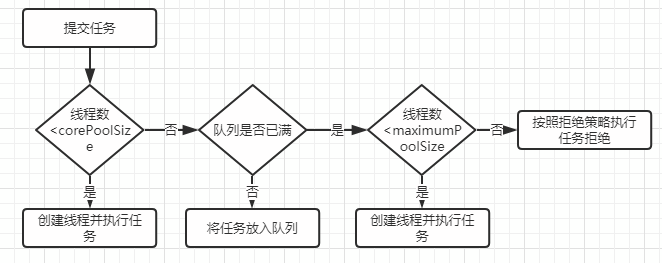 提交任务
线程数
<corePoolSiz
e
否
队列是否已满
是
线程数
<maximumP
oolSize
否
按照拒绝策略执行
任务拒绝
是
创建线程并执行任
务
否
将任务放入队列
是
创建线程并执行任
务